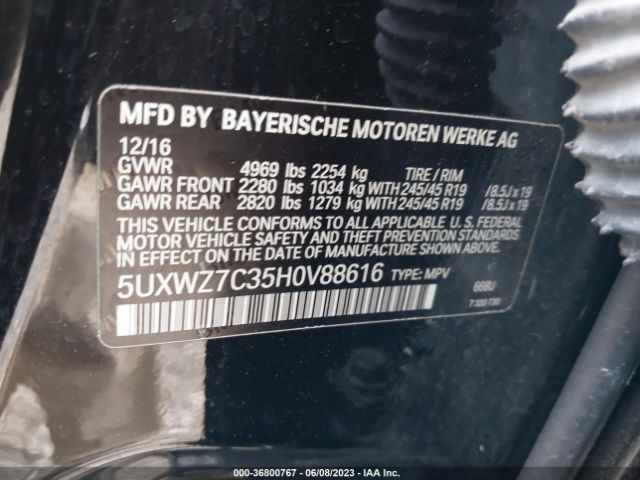 MFD BY BAYERISCHE MOTOREN WERKE AG
12/16
GVWR 4969 lbs 2254 kg TIRE / RIM
GAWR FRONT 2280 lbs 1034 kg WITH 245/45 R19 /8.5J x 19
GAWR REAR 2820 lbs 1279 kg WITH 245/45 R19 /8.5J x 19
THIS VEHICLE CONFORMS TO ALL APPLICABLE U. S. FEDERAL
MOTOR VEHICLE SAFETY AND THEFT PREVENTION STANDARDS
IN EFFECT ON THE DATE OF MANUFACTURE SHOWN ABOVE.
5UXWZ7C35H0V88616 TYPE: MPV 668U
7 300 730
000-36800767 - 06/08/2023 - IAA Inc.